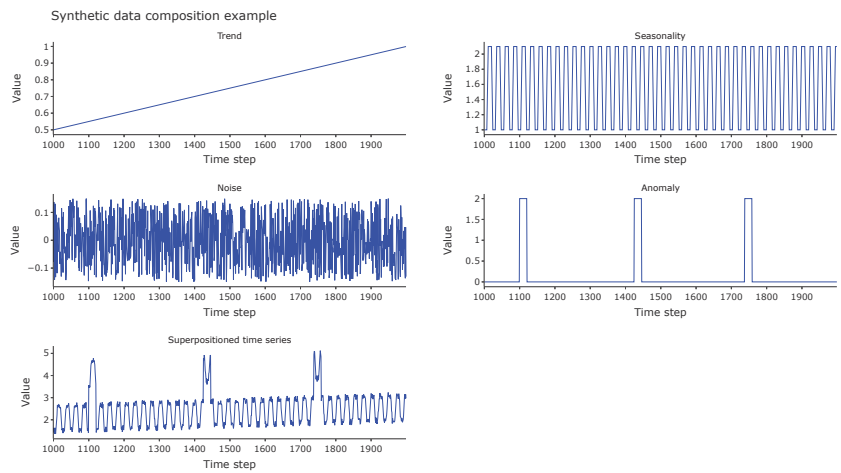 Synthetic data composition example
Trend
Value
1
0.9
0.8
0.7
0.6
0.5
1000 1100 1200 1300 1400 1500 1600 1700 1800 1900
Time step
Seasonality
Value
2
1.8
1.6
1.4
1.2
1
1000 1100 1200 1300 1400 1500 1600 1700 1800 1900
Time step
Noise
Value
0.1
0
−0.1
1000 1100 1200 1300 1400 1500 1600 1700 1800 1900
Time step
Anomaly
Value
2
1.5
1
0.5
0
1000 1100 1200 1300 1400 1500 1600 1700 1800 1900
Time step
Superpositioned time series
Value
5
4
3
2
1000 1100 1200 1300 1400 1500 1600 1700 1800 1900
Time step